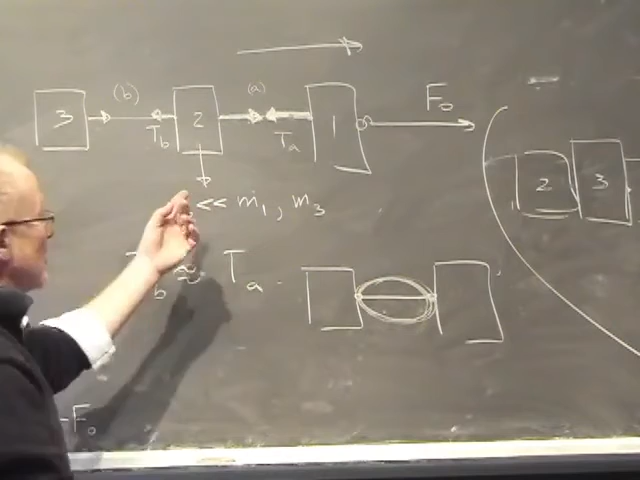 (b) (a) F₀
3 2 1
T_b T_a
2 3
<< m₁, m₃
T_b ≈ T_a
-F₀